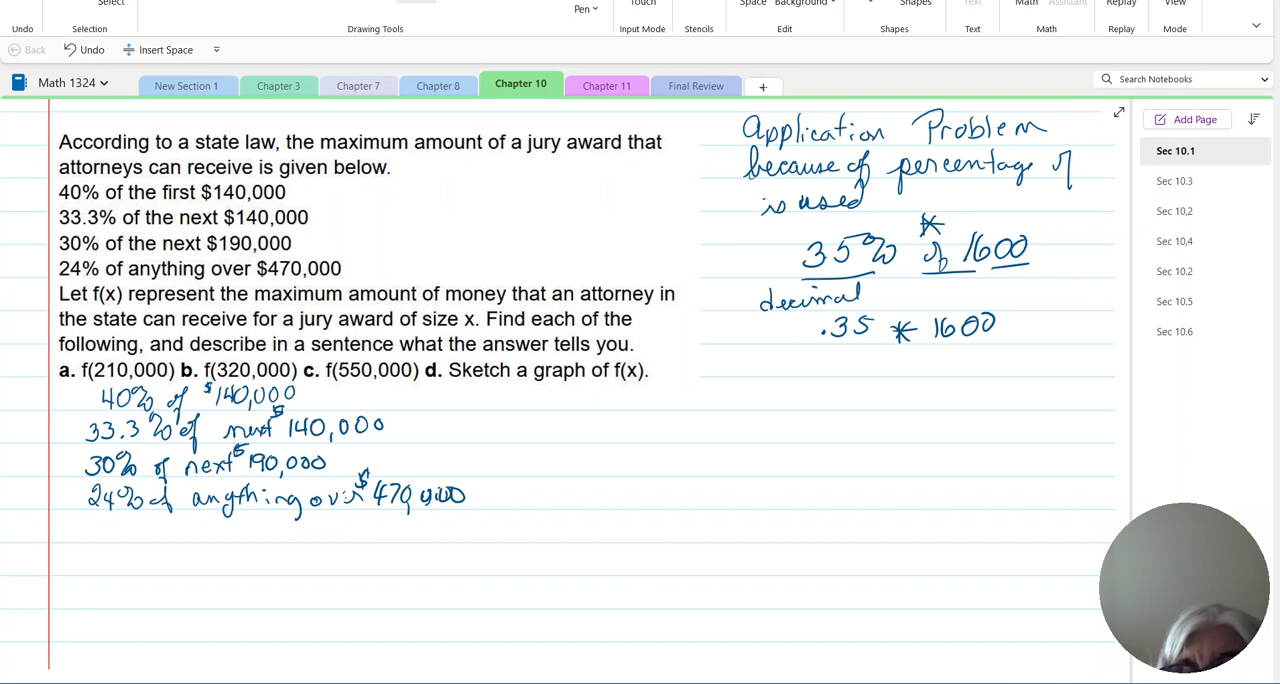 Select
Pen
Touch
Space
Background
Shapes
Text
Math
Assistant
Replay
View
Undo
Selection
Drawing Tools
Input Mode
Stencils
Edit
Shapes
Text
Math
Replay
Mode
Back
Undo
Insert Space
Math 1324
New Section 1
Chapter 3
Chapter 7
Chapter 8
Chapter 10
Chapter 11
Final Review
+
Search Notebooks
According to a state law, the maximum amount of a jury award that
attorneys can receive is given below.
40% of the first $140,000
33.3% of the next $140,000
30% of the next $190,000
24% of anything over $470,000
Let f(x) represent the maximum amount of money that an attorney in
the state can receive for a jury award of size x. Find each of the
following, and describe in a sentence what the answer tells you.
a. f(210,000) b. f(320,000) c. f(550,000) d. Sketch a graph of f(x).
40% of $140,000
33.3% of next $140,000
30% of next $190,000
24% of anything over $470,000
Application Problem
because of percentage of
is used
*
35% of 1600
decimal
.35 * 1600
Add Page
Sec 10.1
Sec 10.3
Sec 10,2
Sec 10,4
Sec 10.2
Sec 10.5
Sec 10.6